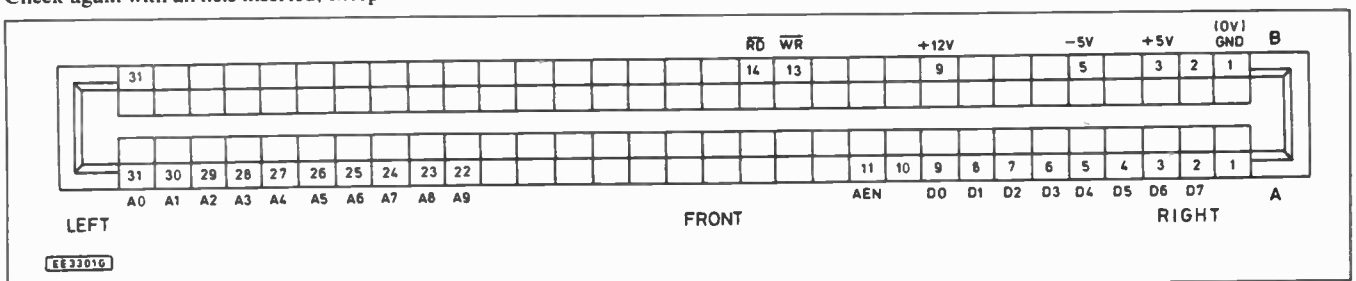 RD WR +12V -5V +5V (0V) GND B
31 14 13 9 5 3 2 1
31 30 29 28 27 26 25 24 23 22 11 10 9 8 7 6 5 4 3 2 1
A0 A1 A2 A3 A4 A5 A6 A7 A8 A9 AEN D0 D1 D2 D3 D4 D5 D6 D7 A
LEFT FRONT RIGHT
EE3301G